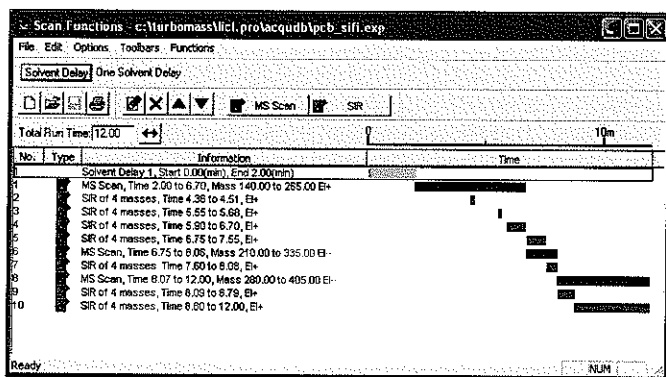 Scan Functions - c:\turbomass\licl.pro\acqudb\pcb_sifi.exp
File Edit Options Toolbars Functions
Solvent Delay One Solvent Delay
MS Scan SIR
Total Run Time: 12.00 0 10m
No. Type Information Time
1 Solvent Delay 1, Start 0.00(min), End 2.00(min)
1 MS Scan, Time 2.00 to 6.70, Mass 140.00 to 265.00 EI+
2 SIR of 4 masses, Time 4.38 to 4.51, EI+
3 SIR of 4 masses, Time 5.55 to 5.68, EI+
4 SIR of 4 masses, Time 5.90 to 6.70, EI+
5 SIR of 4 masses, Time 6.75 to 7.55, EI+
6 MS Scan, Time 6.75 to 8.06, Mass 210.00 to 335.00 EI+
7 SIR of 4 masses Time 7.60 to 8.08, EI+
8 MS Scan, Time 8.07 to 12.00, Mass 280.00 to 405.00 EI+
9 SIR of 4 masses, Time 8.09 to 8.79, EI+
10 SIR of 4 masses, Time 8.80 to 12.00, EI+
Ready NUM